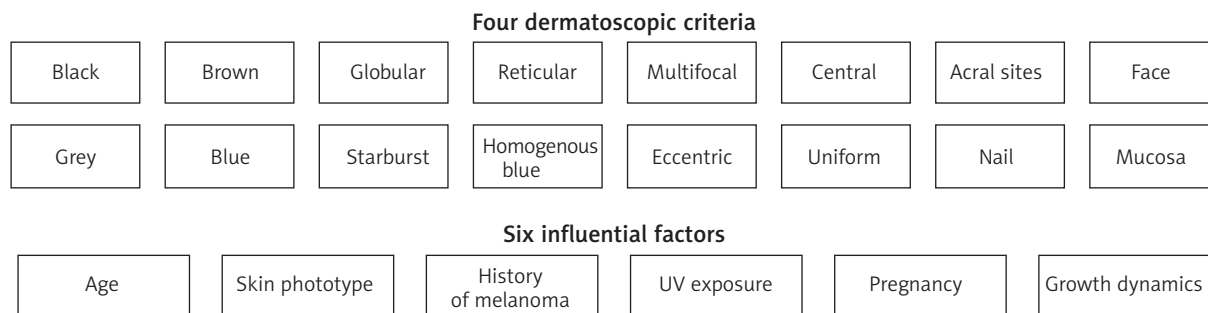 Four dermatoscopic criteria
Black
Brown
Globular
Reticular
Multifocal
Central
Acral sites
Face
Grey
Blue
Starburst
Homogenous
blue
Eccentric
Uniform
Nail
Mucosa
Six influential factors
Age
Skin phototype
History
of melanoma
UV exposure
Pregnancy
Growth dynamics